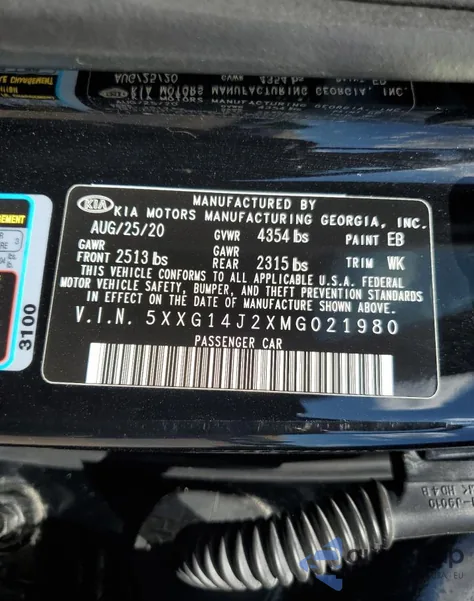 MANUFACTURED BY
KIA KIA MOTORS MANUFACTURING GEORGIA, INC.
AUG/25/20 GVWR 4354 lbs PAINT EB
GAWR FRONT 2513 lbs GAWR REAR 2315 lbs TRIM WK
THIS VEHICLE CONFORMS TO ALL APPLICABLE U.S.A. FEDERAL
MOTOR VEHICLE SAFETY, BUMPER, AND THEFT PREVENTION STANDARDS
IN EFFECT ON THE DATE OF MANUFACTURE SHOWN ABOVE.
V.I.N. 5XXG14J2XMG021980
PASSENGER CAR
3100